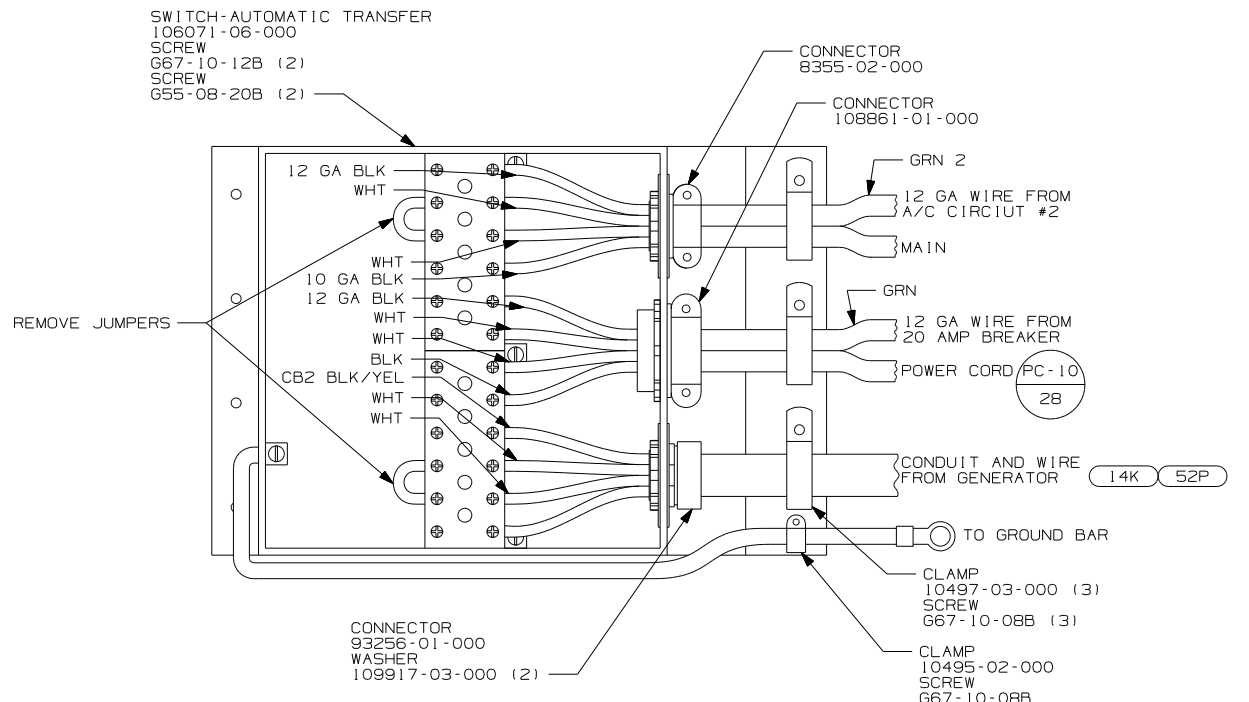 SWITCH-AUTOMATIC TRANSFER
106071-06-000
SCREW
G67-10-12B (2)
SCREW
G55-08-20B (2)
CONNECTOR
8355-02-000
CONNECTOR
108861-01-000
GRN 2
12 GA WIRE FROM
A/C CIRCIUT #2
MAIN
GRN
12 GA WIRE FROM
20 AMP BREAKER
POWER CORD
PC-10
28
CONDUIT AND WIRE
FROM GENERATOR
14K
52P
TO GROUND BAR
12 GA BLK
WHT
WHT
10 GA BLK
12 GA BLK
WHT
WHT
BLK
CB2 BLK/YEL
WHT
WHT
REMOVE JUMPERS
CONNECTOR
93256-01-000
WASHER
109917-03-000 (2)
CLAMP
10497-03-000 (3)
SCREW
G67-10-08B (3)
CLAMP
10495-02-000
SCREW
G67-10-08B